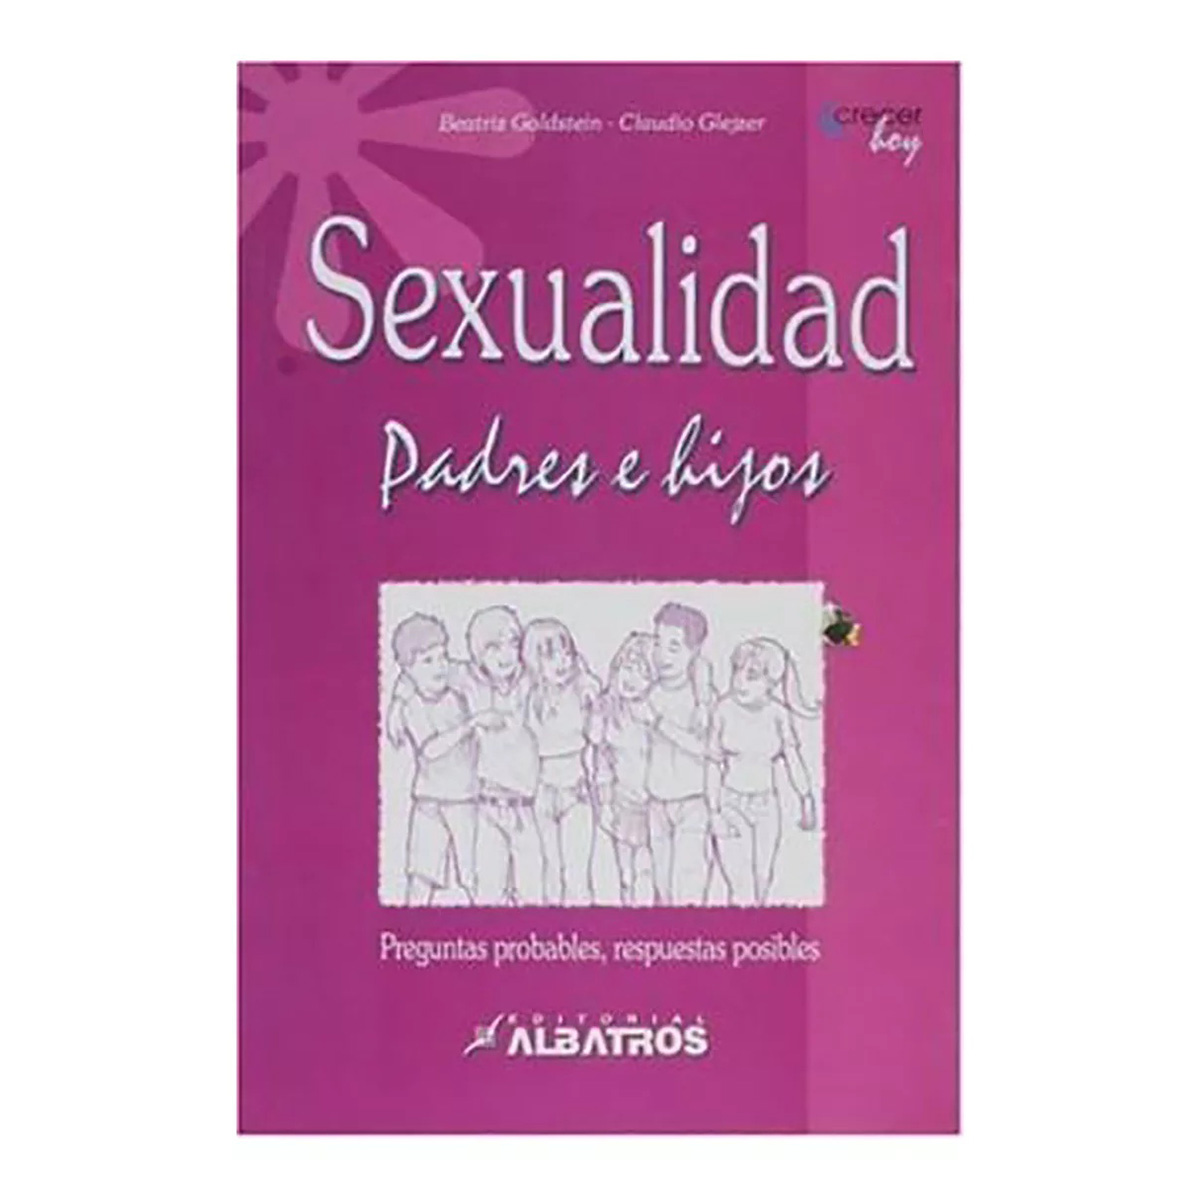 Beatriz Goldstein - Claudio Glejzer
crecer
hoy
Sexualidad
Padres e hijos
Preguntas probables, respuestas posibles
EDITORIAL
ALBATROS